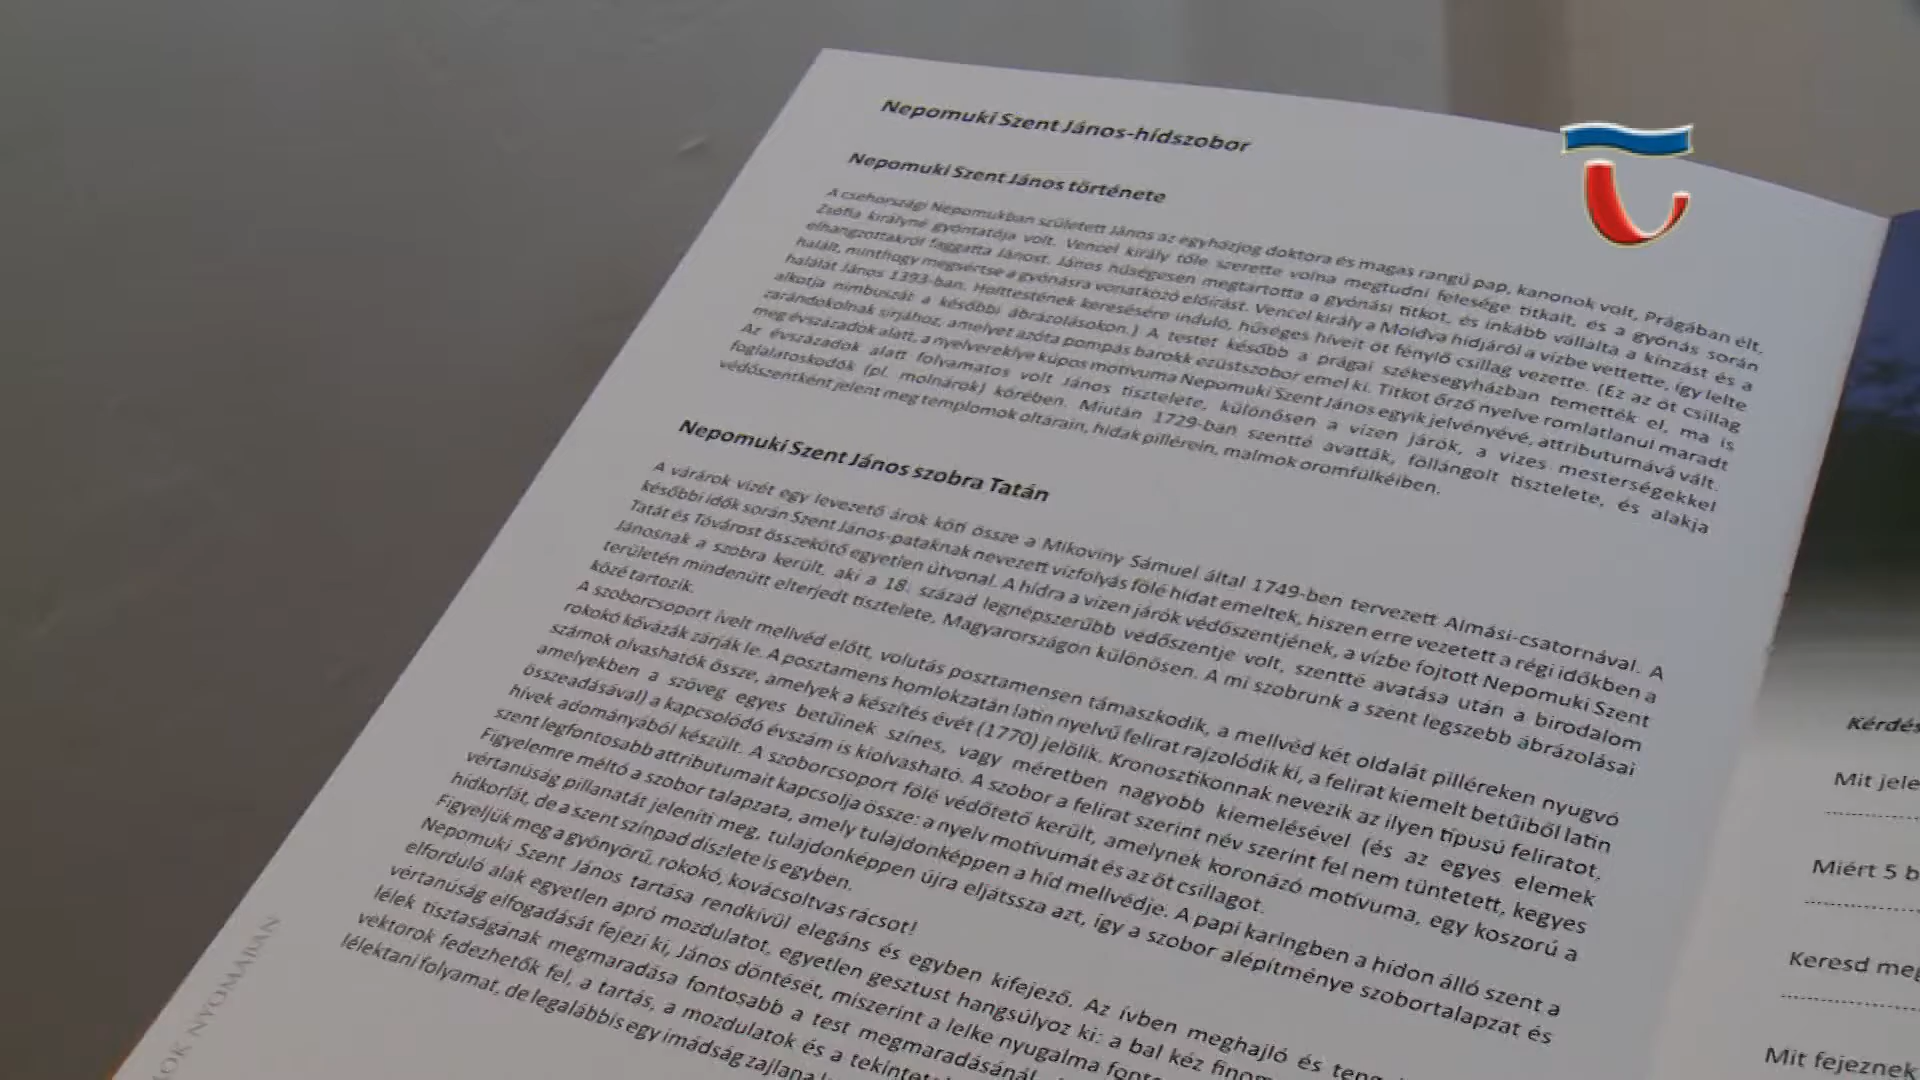 Nepomuki Szent János-hídszobor
Nepomuki Szent János története
A csehországi Nepomukban született János az egyházjog doktora és magas rangú pap, kanonok volt, Prágában élt,
Zsófia királyné gyóntatója volt. Vencel király tőle szerette volna megtudni felesége titkait, és a gyónás során
elhangzottakról faggatta Jánost. János hűségesen megtartotta a gyónási titkot, és inkább vállalta a kínzást és a
halált, minthogy megsértse a gyónásra vonatkozó előírást. Vencel király a Moldva hídjáról a vízbe vettette, így lelte
halálát János 1393-ban. Holttestének keresésére induló, hűséges híveit öt fénylő csillag vezette. (Ez az öt csillag
alkotja nimbuszát a későbbi ábrázolásokon.) A testet később a prágai székesegyházban temették el, ma is
zarándokolnak sírjához, amelyet azóta pompás barokk ezüstszobor emel ki. Titkot őrző nyelve romlatlanul maradt
meg évszázadok alatt, a nyelvereklye kúpos motívuma Nepomuki Szent János egyik jelvényévé, attributumává vált.
Az évszázadok alatt folyamatos volt János tisztelete, különösen a vízen járók, a vizes mesterségekkel
foglalatoskodók (pl. molnárok) körében. Miután 1729-ban szentté avatták, föllángolt tisztelete, és alakja
védőszentként jelent meg templomok oltárain, hidak pillérein, malmok oromfülkéiben.
Nepomuki Szent János szobra Tatán
A várárok vizét egy levezető árok köti össze a Mikoviny Sámuel által 1749-ben tervezett Almási-csatornával. A
későbbi idők során Szent János-pataknak nevezett vízfolyás fölé hidat emeltek, hiszen erre vezetett a régi időkben a
Tatát és Tóvárost összekötő egyetlen útvonal. A hídra a vízen járók védőszentjének, a vízbe fojtott Nepomuki Szent
Jánosnak a szobra került, aki a 18. század legnépszerűbb védőszentje volt, szentté avatása után a birodalom
területén mindenütt elterjedt tisztelete, Magyarországon különösen. A mi szobrunk a szent legszebb ábrázolásai
közé tartozik.
A szoborcsoport ívelt mellvéd előtt, volutás posztamensen támaszkodik, a mellvéd két oldalát pilléreken nyugvó
rokokó kővázák zárják le. A posztamens homlokzatán latin nyelvű felirat rajzolódik ki, a felirat kiemelt betűiből latin
számok olvashatók össze, amelyek a készítés évét (1770) jelölik. Kronosztikonnak nevezik az ilyen típusú feliratot,
amelyekben a szöveg egyes betűinek színes, vagy méretben nagyobb kiemelésével (és az egyes elemek
összeadásával) a kapcsolódó évszám is kiolvasható. A szobor a felirat szerint név szerint fel nem tüntetett, kegyes
hívek adományából készült. A szoborcsoport fölé védőtető került, amelynek koronázó motívuma, egy koszorú a
szent legfontosabb attributumait kapcsolja össze: a nyelv motívumát és az öt csillagot.
Figyelemre méltó a szobor talapzata, amely tulajdonképpen a híd mellvédje. A papi karingben a hídon álló szent a
vértanúság pillanatát jeleníti meg, tulajdonképpen újra eljátssza azt, így a szobor alépítménye szobortalapzat és
hídkorlát, de a szent színpad díszlete is egyben.
Figyeljük meg a gyönyörű, rokokó, kovácsoltvas rácsot!
Nepomuki Szent János tartása rendkívül elegáns és egyben kifejező. Az ívben meghajló és
elforduló alak egyetlen apró mozdulatot, egyetlen gesztust hangsúlyoz ki: a bal kéz
vértanúság elfogadását fejezi ki, János döntését, miszerint a lelke nyugalma
lélek tisztaságának megmaradása fontosabb a test megmaradásánál
vektorok fedezhetők fel, a tartás, a mozdulatok és a
lélektani folyamat, de legalábbis egy imádság
NYOMÁBAN
Mit
Miért 5
Keresd
Mit fejeznek